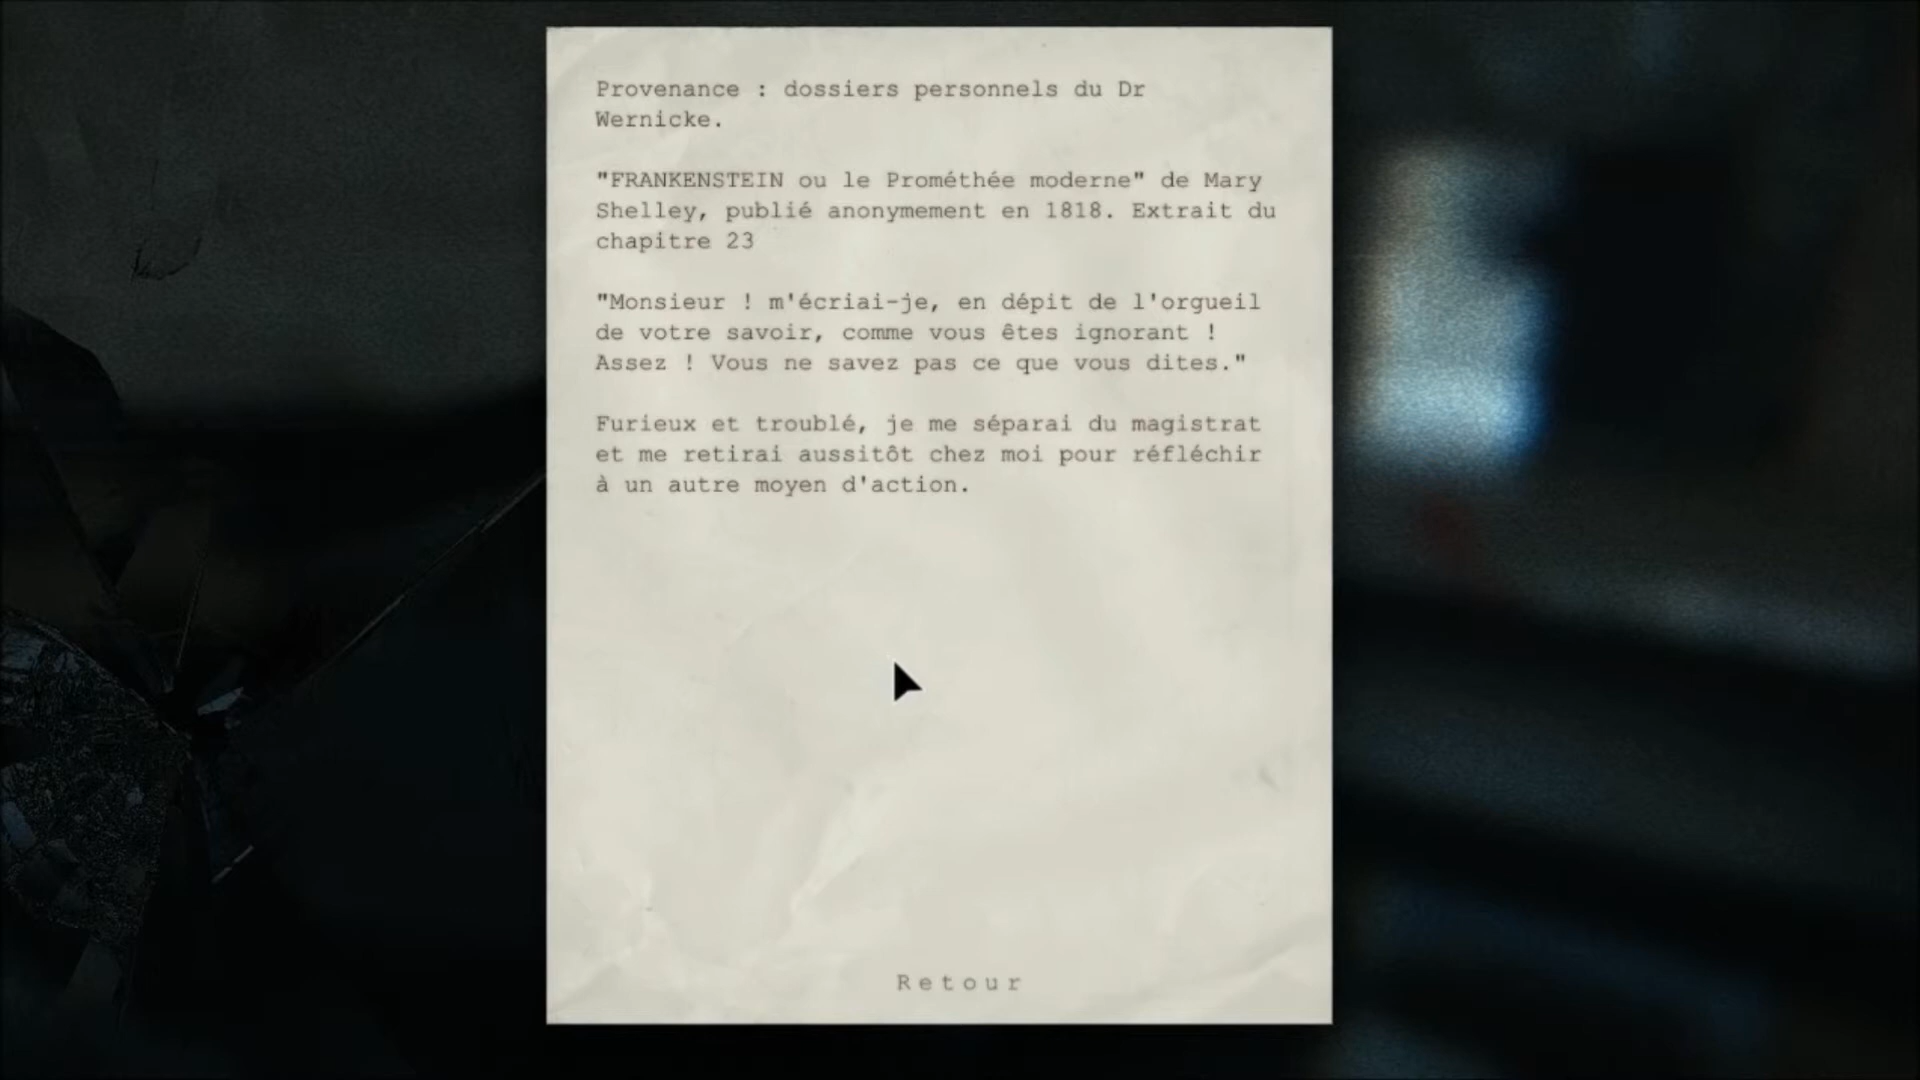 Provenance : dossiers personnels du Dr
Wernicke.
"FRANKENSTEIN ou le Prométhée moderne" de Mary
Shelley, publié anonymement en 1818. Extrait du
chapitre 23
"Monsieur ! m'écriai-je, en dépit de l'orgueil
de votre savoir, comme vous êtes ignorant !
Assez ! Vous ne savez pas ce que vous dites."
Furieux et troublé, je me séparai du magistrat
et me retirai aussitôt chez moi pour réfléchir
à un autre moyen d'action.
Retour